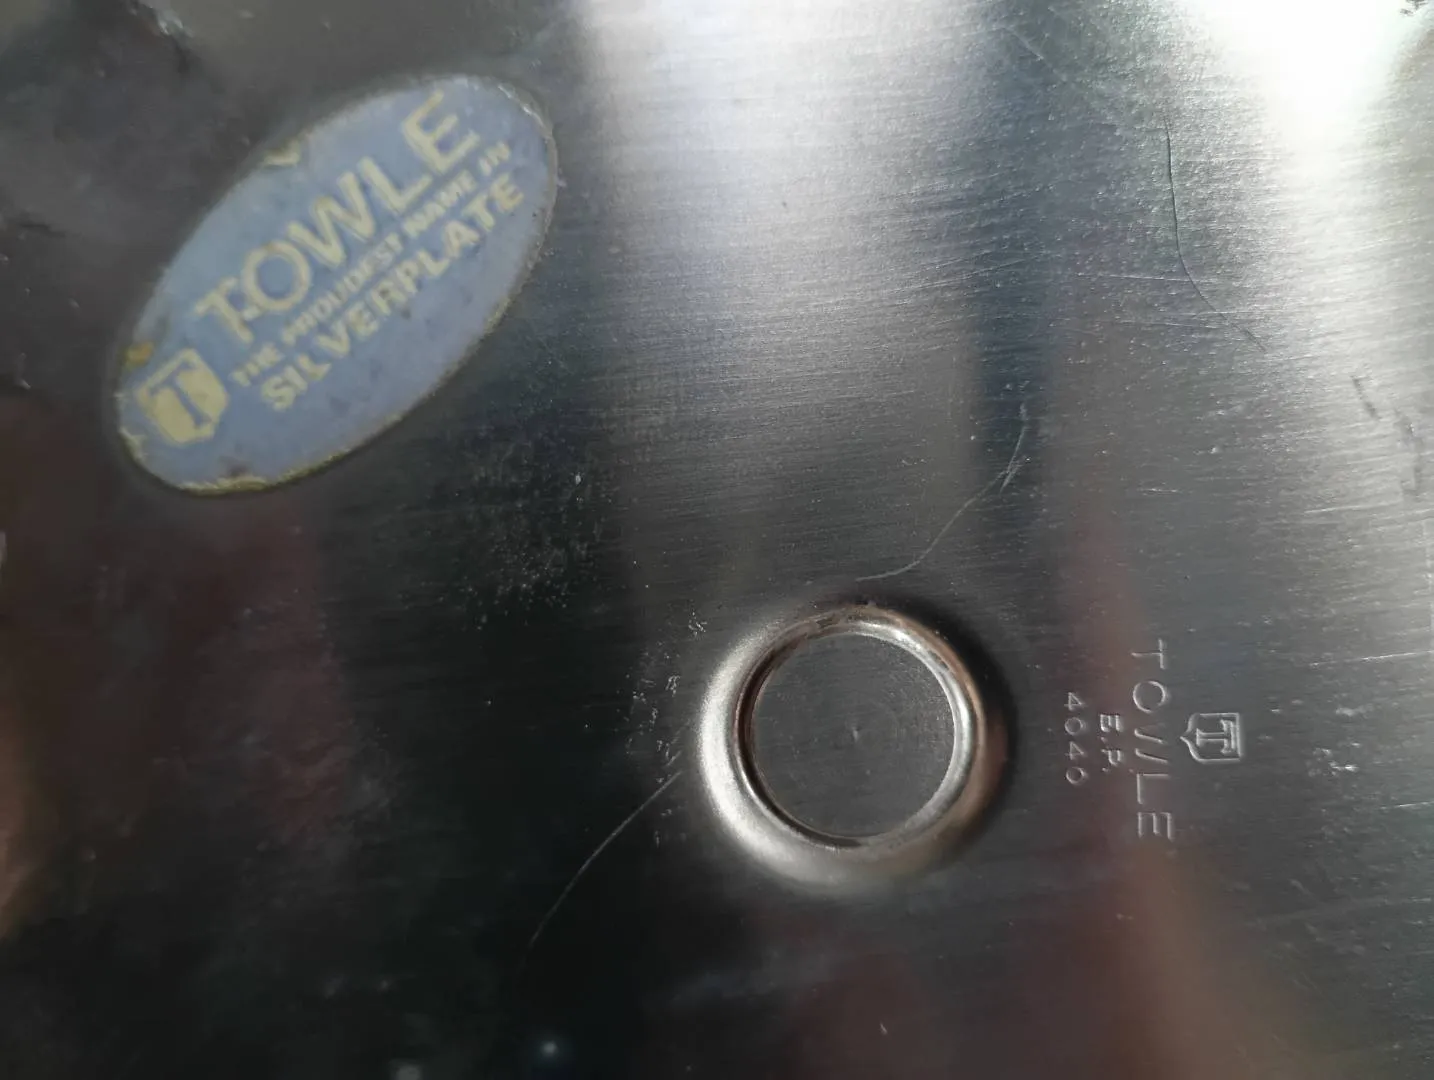 TOWLE
THE PROUDEST NAME IN
SILVERPLATE
T
T
TOWLE
E.P.
4040